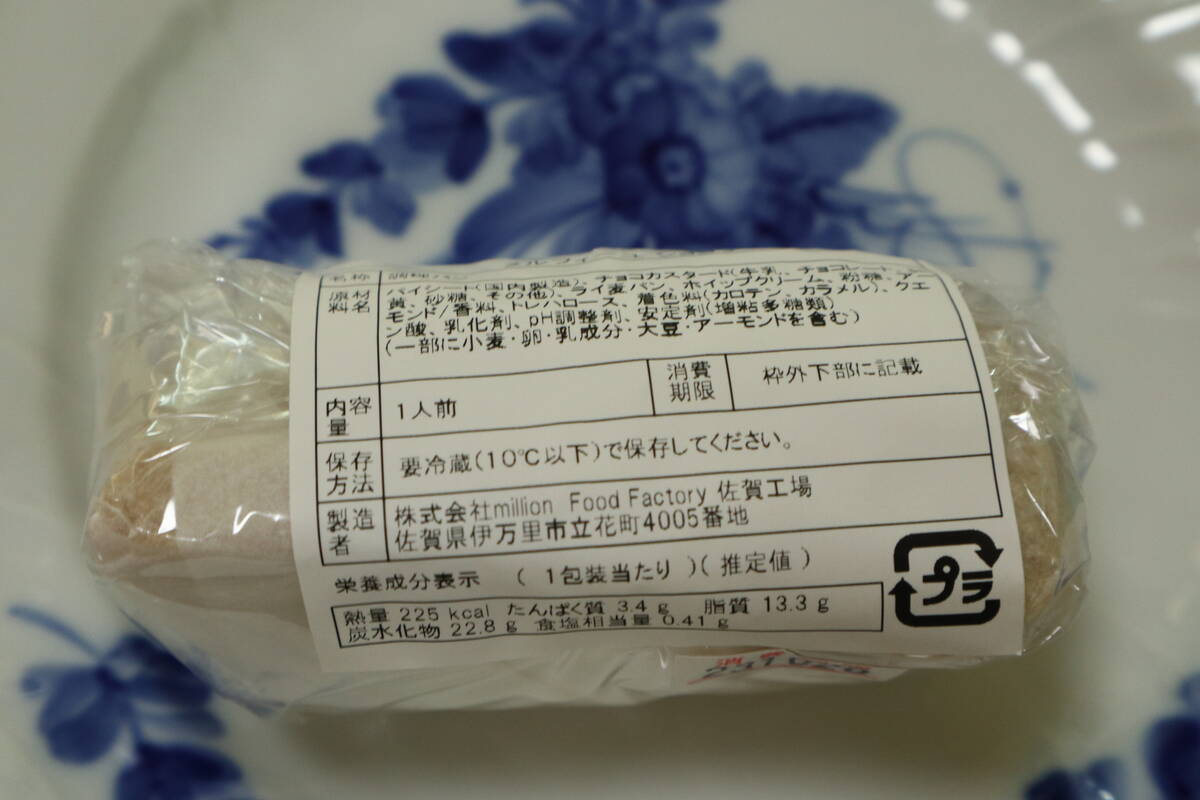 名称 調理パン
原材料名 パイシート(国内製造)、チョコカスタード(牛乳、チョコレート、
黄、砂糖、その他)、ライ麦パン、ホイップクリーム、粉糖、アー
モンド/香料、トレハロース、着色料(カロテン、カラメル)、クエ
ン酸、乳化剤、pH調整剤、安定剤(増粘多糖類)
(一部に小麦・卵・乳成分・大豆・アーモンドを含む)
内容量 1人前 消費期限 枠外下部に記載
保存方法 要冷蔵(10℃以下)で保存してください。
製造者 株式会社million Food Factory 佐賀工場
佐賀県伊万里市立花町4005番地
栄養成分表示 (1包装当たり)(推定値)
熱量 225 kcal たんぱく質 3.4 g 脂質 13.3 g
炭水化物 22.8 g 食塩相当量 0.41 g
プラ